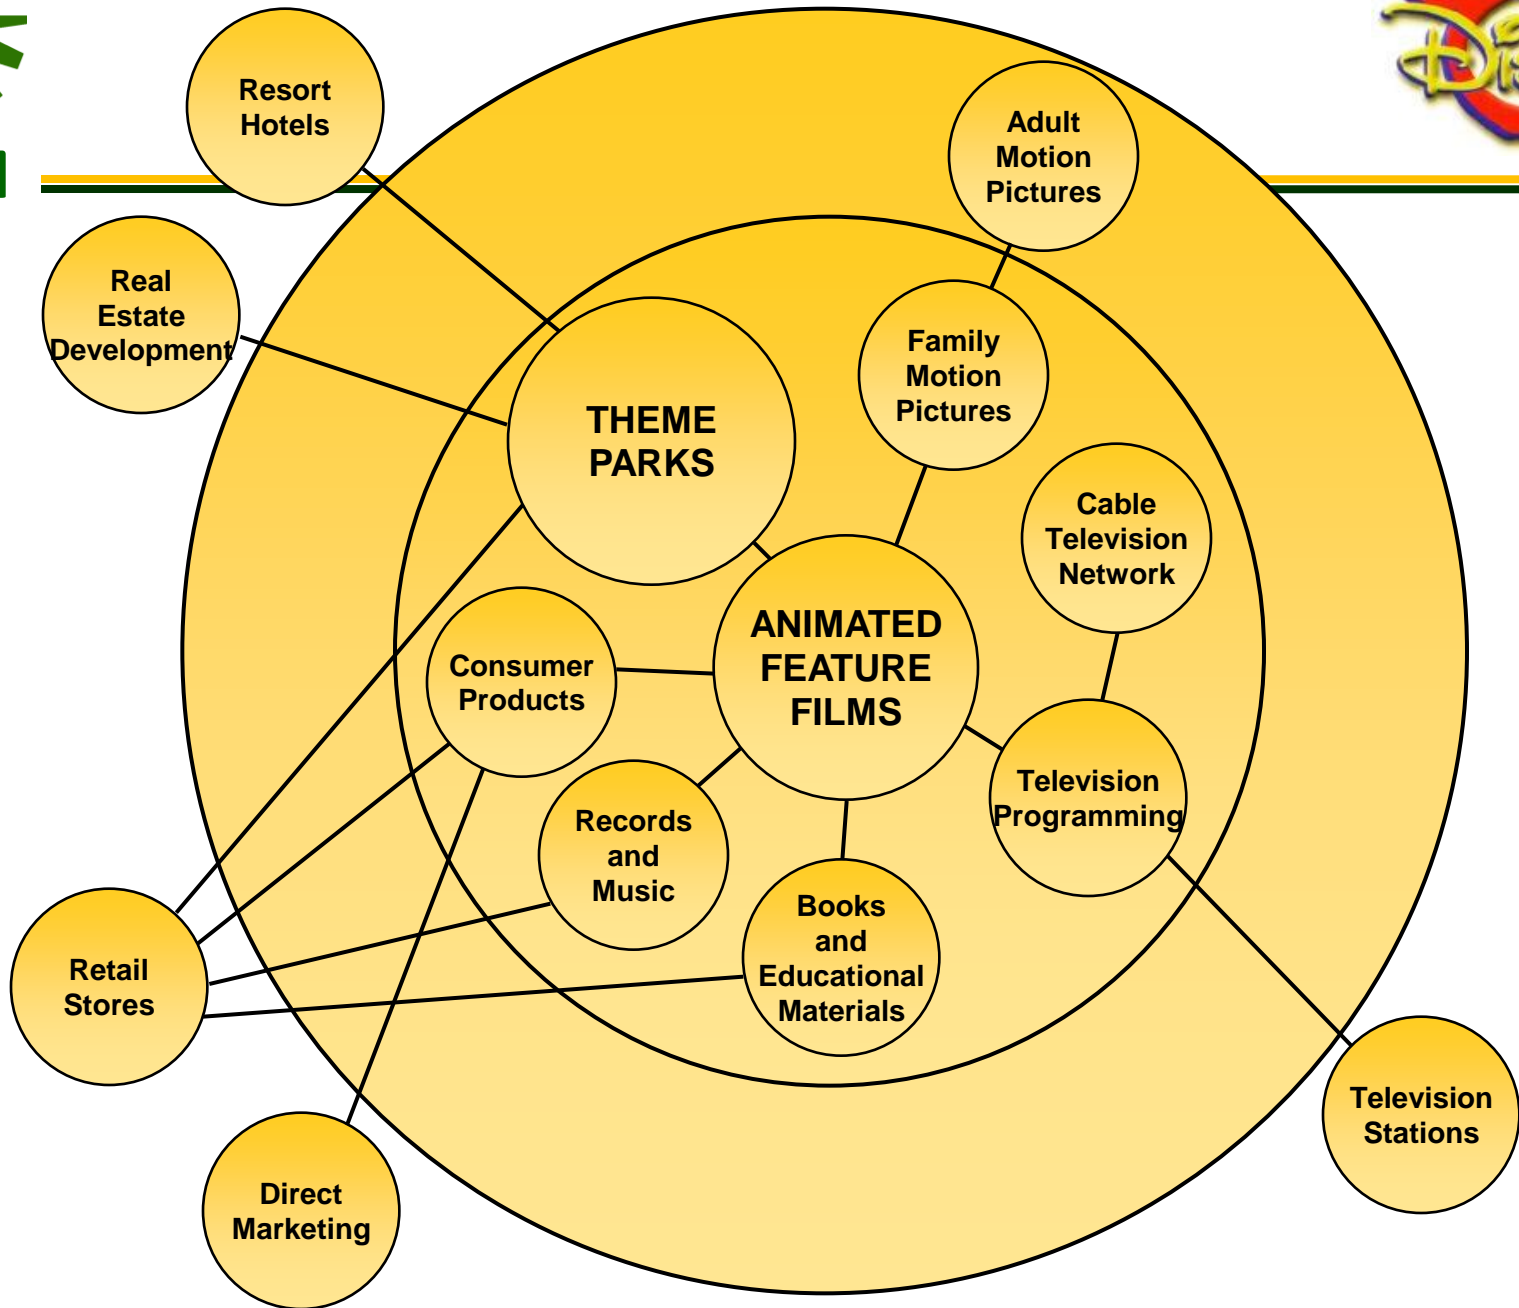 Resort
Hotels
Adult
Motion
Pictures
Real
Estate
Development
Family
Motion
Pictures
THEME
PARKS
Cable
Television
Network
ANIMATED
FEATURE
FILMS
Consumer
Products
Television
Programming
Records
and
Music
Books
and
Educational
Materials
Retail
Stores
Television
Stations
Direct
Marketing